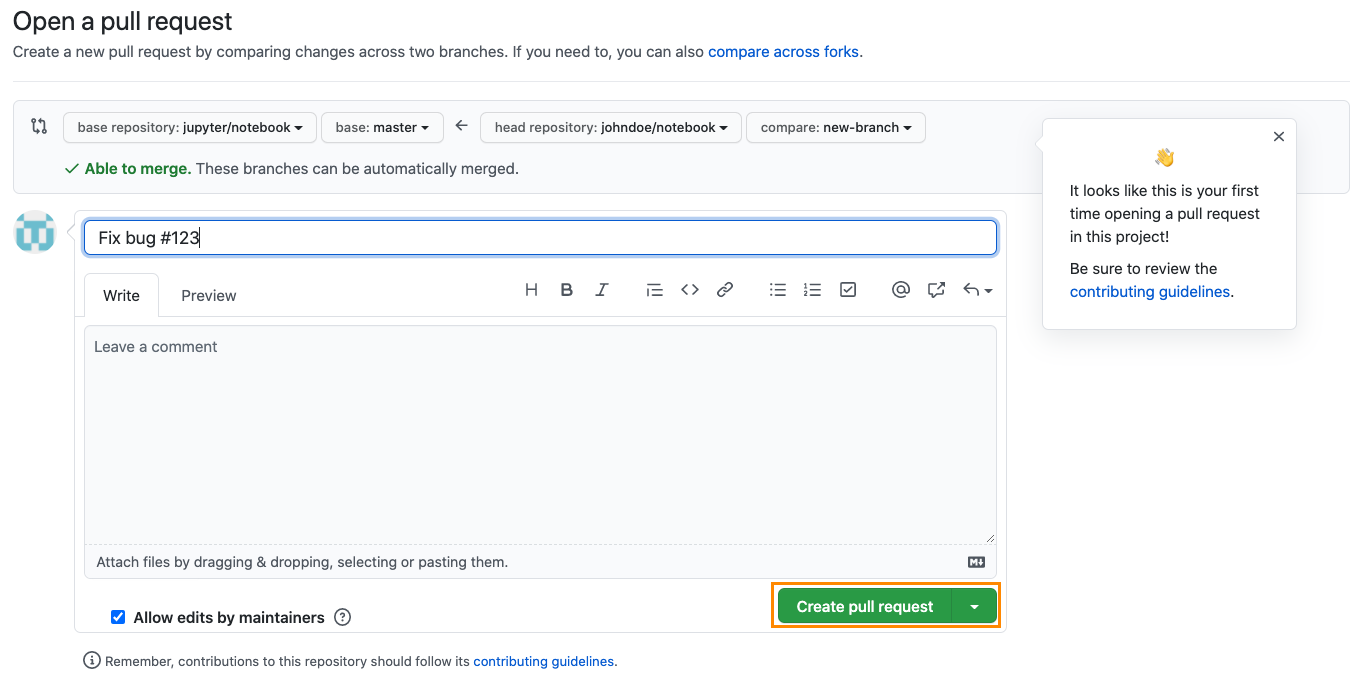 Open a pull request
Create a new pull request by comparing changes across two branches. If you need to, you can also compare across forks.
base repository: jupyter/notebook base: master head repository: johndoe/notebook compare: new-branch
Able to merge. These branches can be automatically merged.
It looks like this is your first
time opening a pull request
in this project!
Be sure to review the
contributing guidelines.
Fix bug #123
Write Preview
Leave a comment
Attach files by dragging & dropping, selecting or pasting them.
Allow edits by maintainers
Create pull request
Remember, contributions to this repository should follow its contributing guidelines.